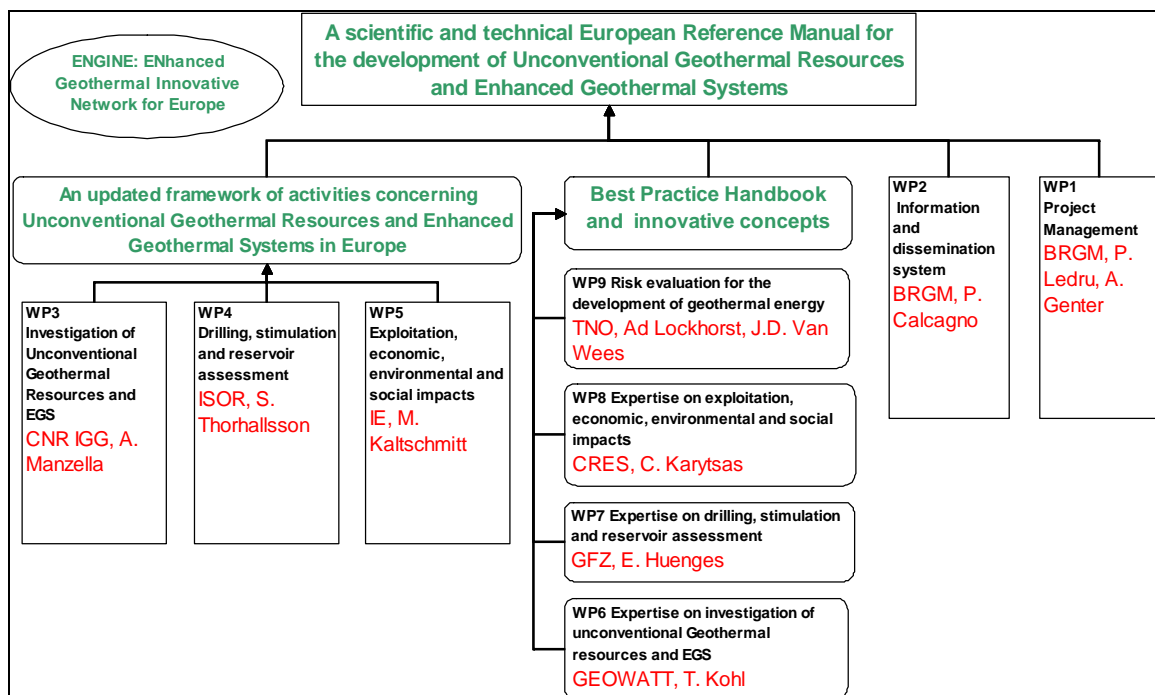 ENGINE: ENhanced
Geothermal Innovative
Network for Europe
A scientific and technical European Reference Manual for
the development of Unconventional Geothermal Resources
and Enhanced Geothermal Systems
An updated framework of activities concerning
Unconventional Geothermal Resources and Enhanced
Geothermal Systems in Europe
Best Practice Handbook
and innovative concepts
WP2
Information
and
dissemination
system
BRGM, P.
Calcagno
WP1
Project
Management
BRGM, P.
Ledru, A.
Genter
WP3
Investigation of
Unconventional
Geothermal
Resources and
EGS
CNR IGG, A.
Manzella
WP4
Drilling, stimulation
and reservoir
assessment
ISOR, S.
Thorhallsson
WP5
Exploitation,
economic,
environmental and
social impacts
IE, M.
Kaltschmitt
WP9 Risk evaluation for the
development of geothermal energy
TNO, Ad Lockhorst, J.D. Van
Wees
WP8 Expertise on exploitation,
economic, environmental and social
impacts
CRES, C. Karytsas
WP7 Expertise on drilling, stimulation
and reservoir assessment
GFZ, E. Huenges
WP6 Expertise on investigation of
unconventional Geothermal
resources and EGS
GEOWATT, T. Kohl